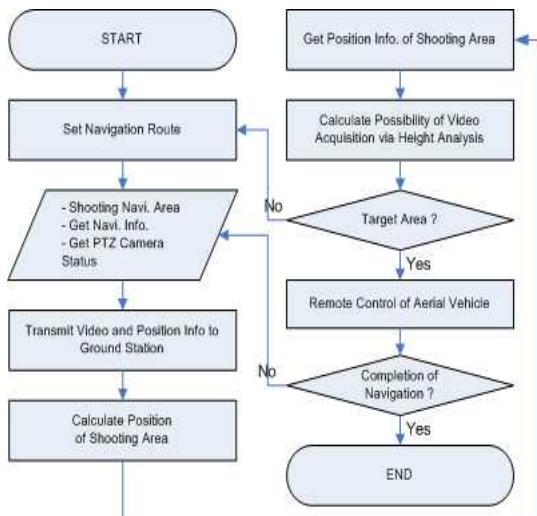 START
Set Navigation Route
- Shooting Navi. Area
- Get Navi. Info.
- Get PTZ Camera
Status
Transmit Video and Position Info to
Ground Station
Calculate Position
of Shooting Area
Get Position Info. of Shooting Area
Calculate Possibility of Video
Acquisition via Height Analysis
No
Target Area ?
Yes
Remote Control of Aerial Vehicle
No
Completion of
Navigation ?
Yes
END